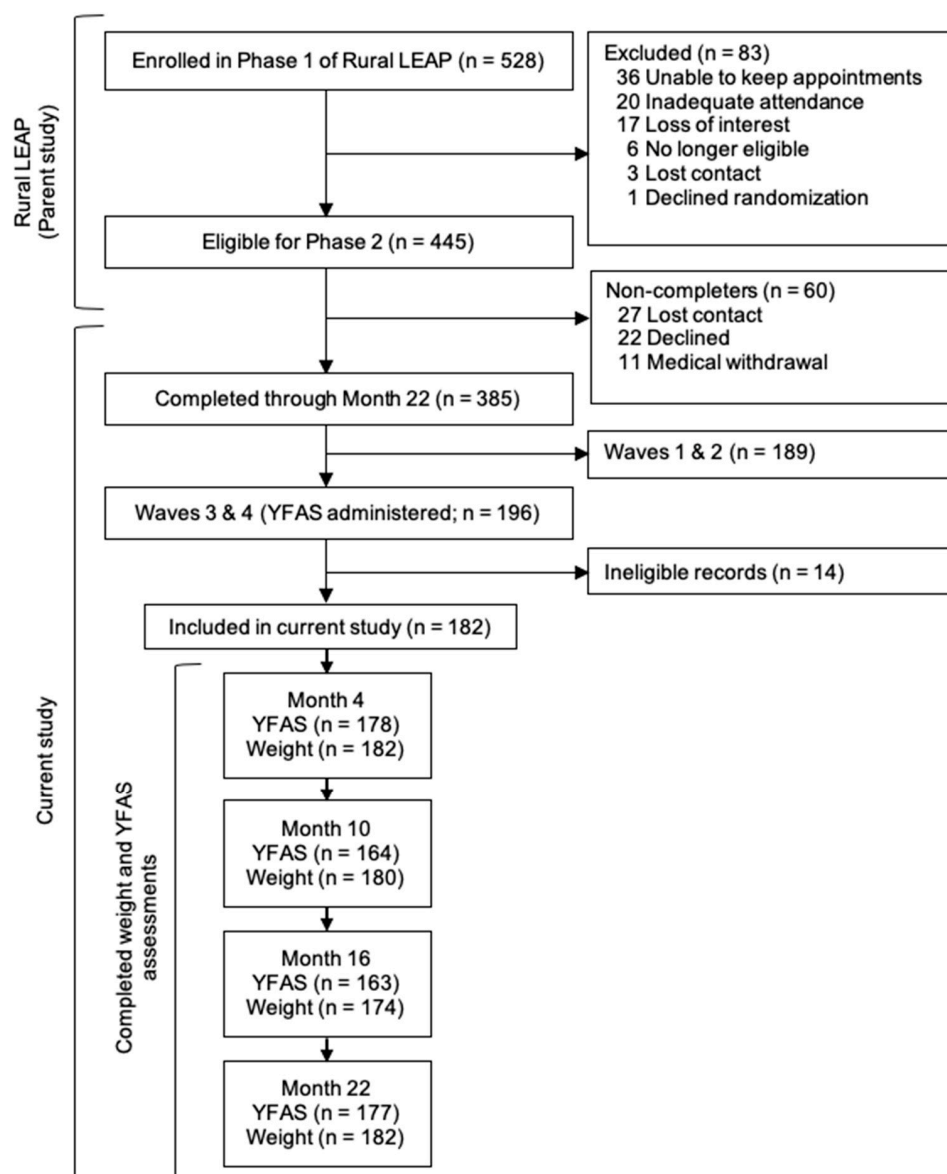 Rural LEAP
(Parent study)
Enrolled in Phase 1 of Rural LEAP (n = 528)
Excluded (n = 83)
36 Unable to keep appointments
20 Inadequate attendance
17 Loss of interest
6 No longer eligible
3 Lost contact
1 Declined randomization
Eligible for Phase 2 (n = 445)
Non-completers (n = 60)
27 Lost contact
22 Declined
11 Medical withdrawal
Current study
Completed through Month 22 (n = 385)
Waves 1 & 2 (n = 189)
Waves 3 & 4 (YFAS administered; n = 196)
Ineligible records (n = 14)
Included in current study (n = 182)
Completed weight and YFAS
assessments
Month 4
YFAS (n = 178)
Weight (n = 182)
Month 10
YFAS (n = 164)
Weight (n = 180)
Month 16
YFAS (n = 163)
Weight (n = 174)
Month 22
YFAS (n = 177)
Weight (n = 182)